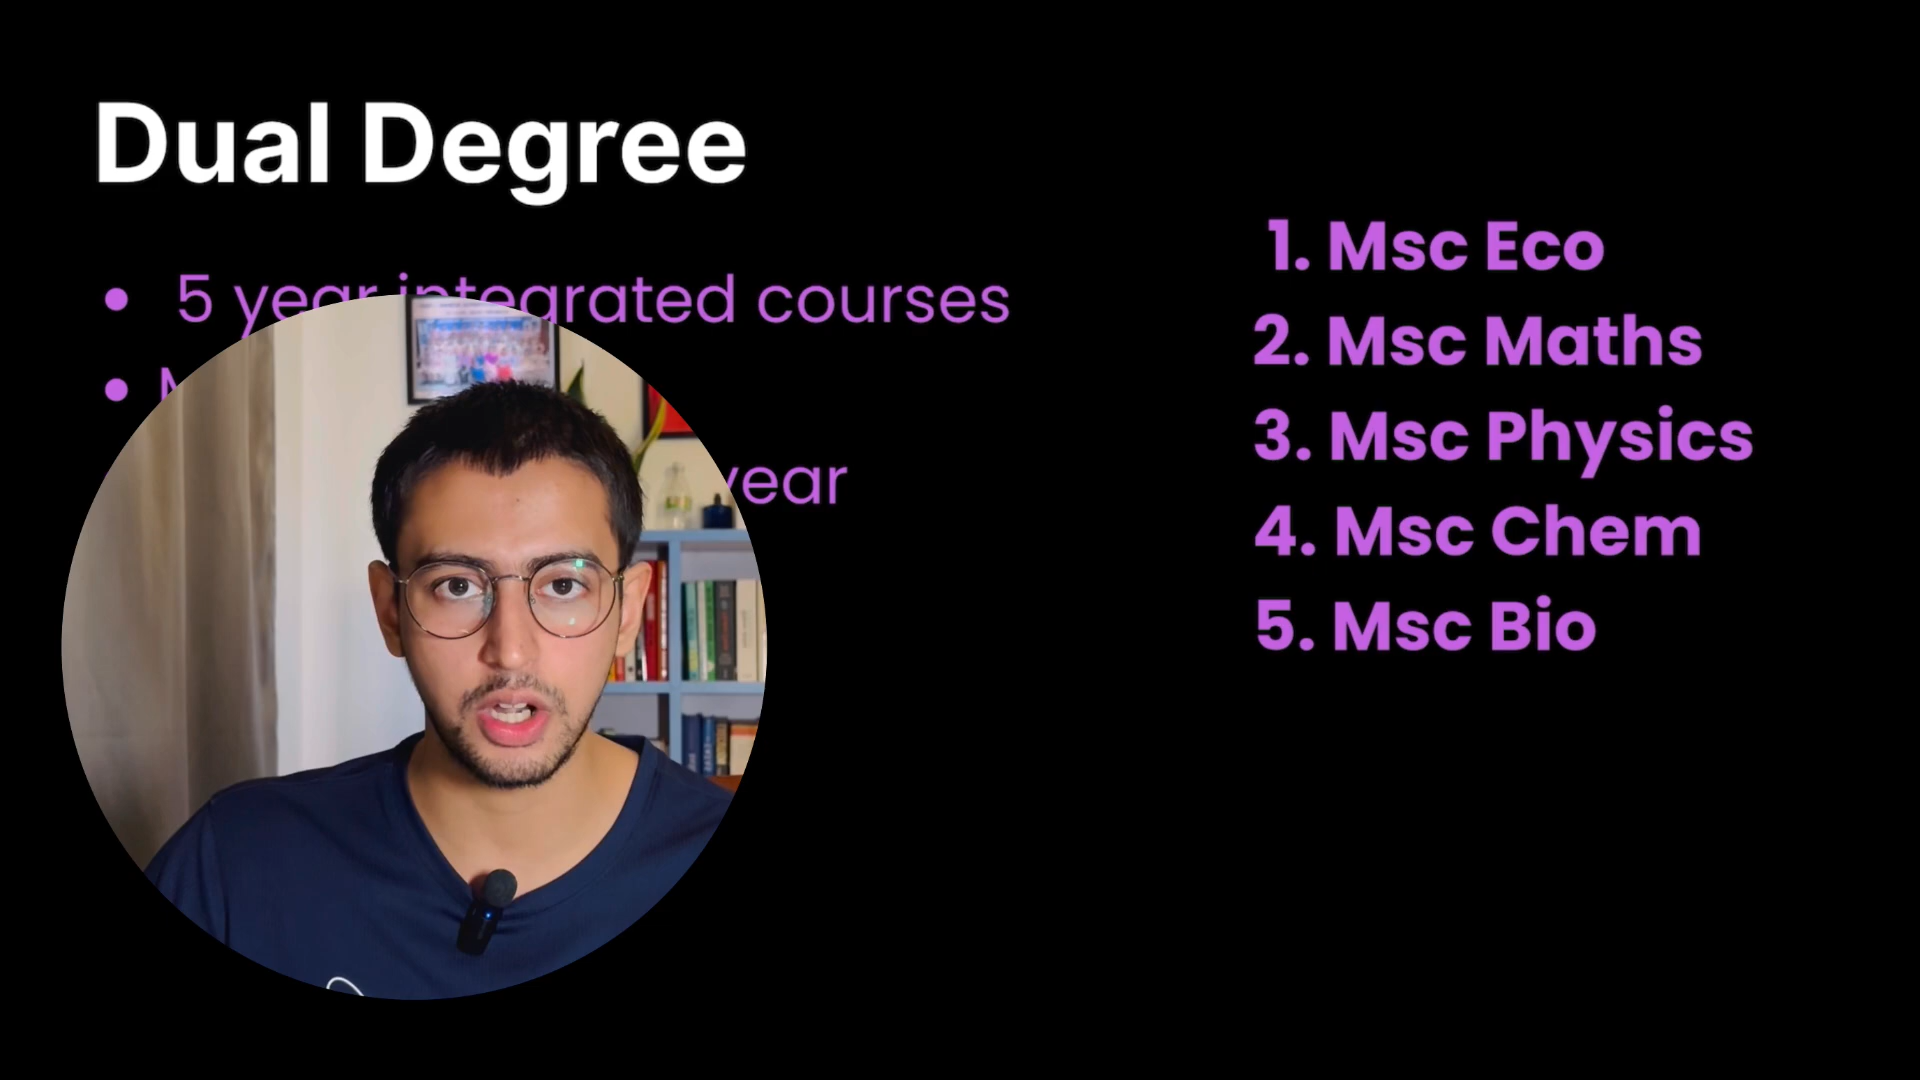 Dual Degree
• 5 year integrated courses
•
year
1. Msc Eco
2. Msc Maths
3. Msc Physics
4. Msc Chem
5. Msc Bio